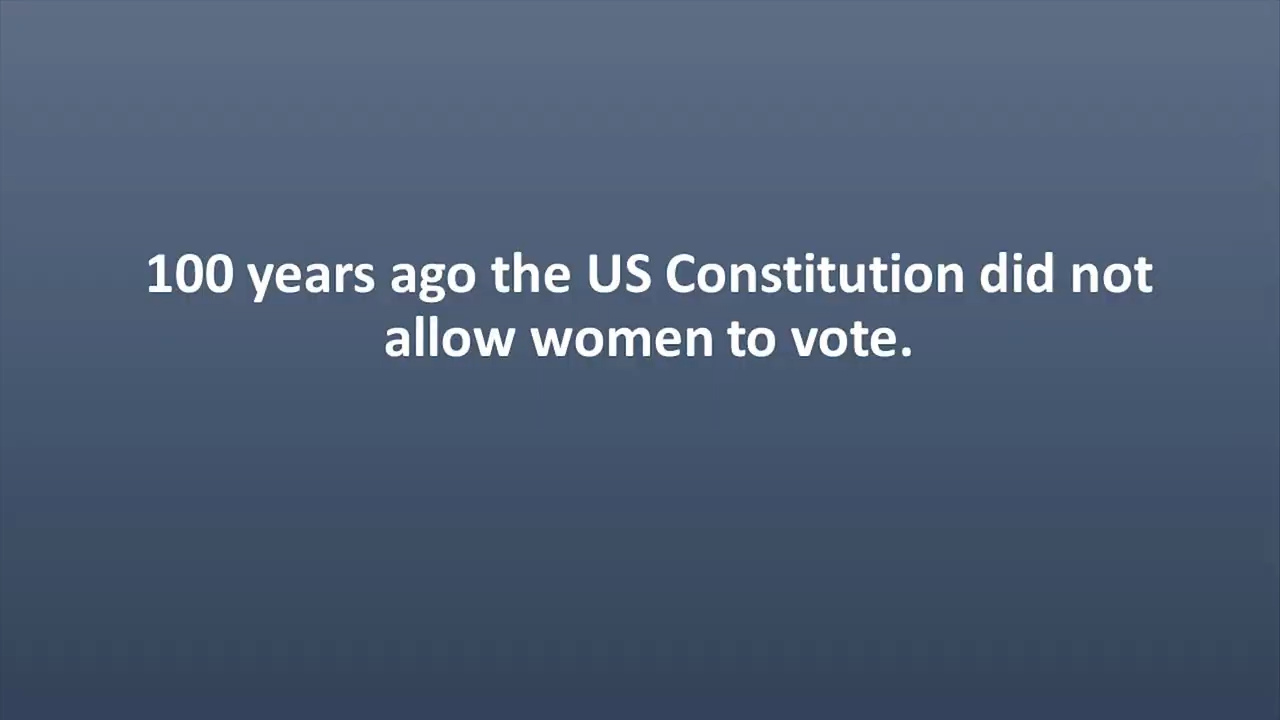 100 years ago the US Constitution did not
allow women to vote.